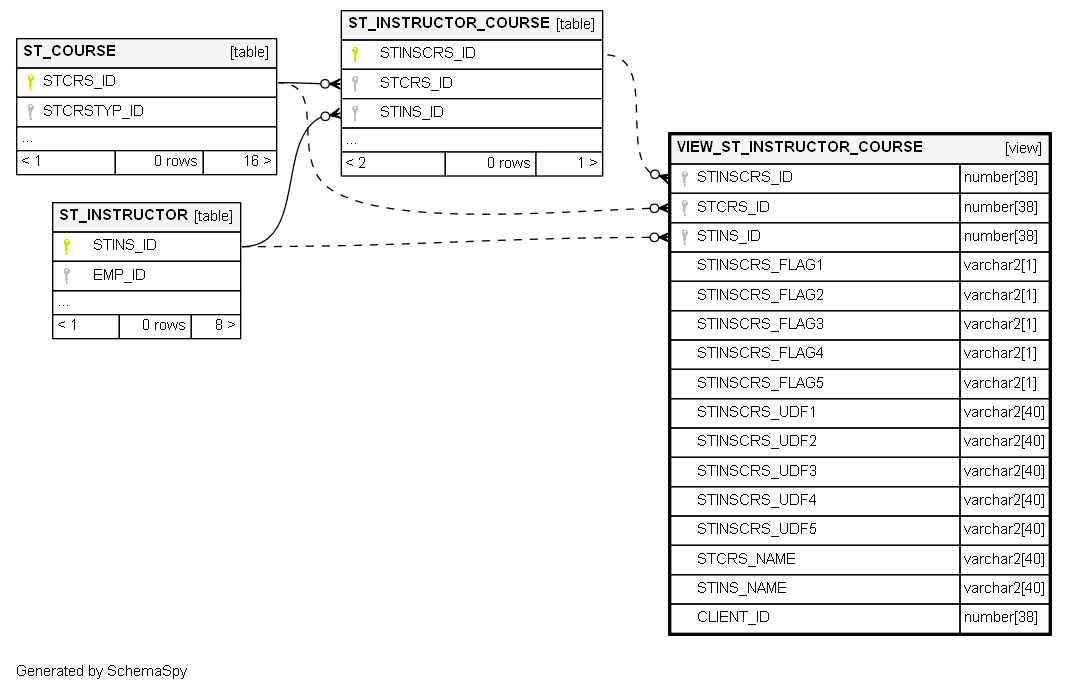 ST_COURSE [table]
STCRS_ID
STCRSTYP_ID
...
< 1 0 rows 16 >
ST_INSTRUCTOR_COURSE [table]
STINSCRS_ID
STCRS_ID
STINS_ID
...
< 2 0 rows 1 >
ST_INSTRUCTOR [table]
STINS_ID
EMP_ID
...
< 1 0 rows 8 >
VIEW_ST_INSTRUCTOR_COURSE [view]
STINSCRS_ID number[38]
STCRS_ID number[38]
STINS_ID number[38]
STINSCRS_FLAG1 varchar2[1]
STINSCRS_FLAG2 varchar2[1]
STINSCRS_FLAG3 varchar2[1]
STINSCRS_FLAG4 varchar2[1]
STINSCRS_FLAG5 varchar2[1]
STINSCRS_UDF1 varchar2[40]
STINSCRS_UDF2 varchar2[40]
STINSCRS_UDF3 varchar2[40]
STINSCRS_UDF4 varchar2[40]
STINSCRS_UDF5 varchar2[40]
STCRS_NAME varchar2[40]
STINS_NAME varchar2[40]
CLIENT_ID number[38]
Generated by SchemaSpy